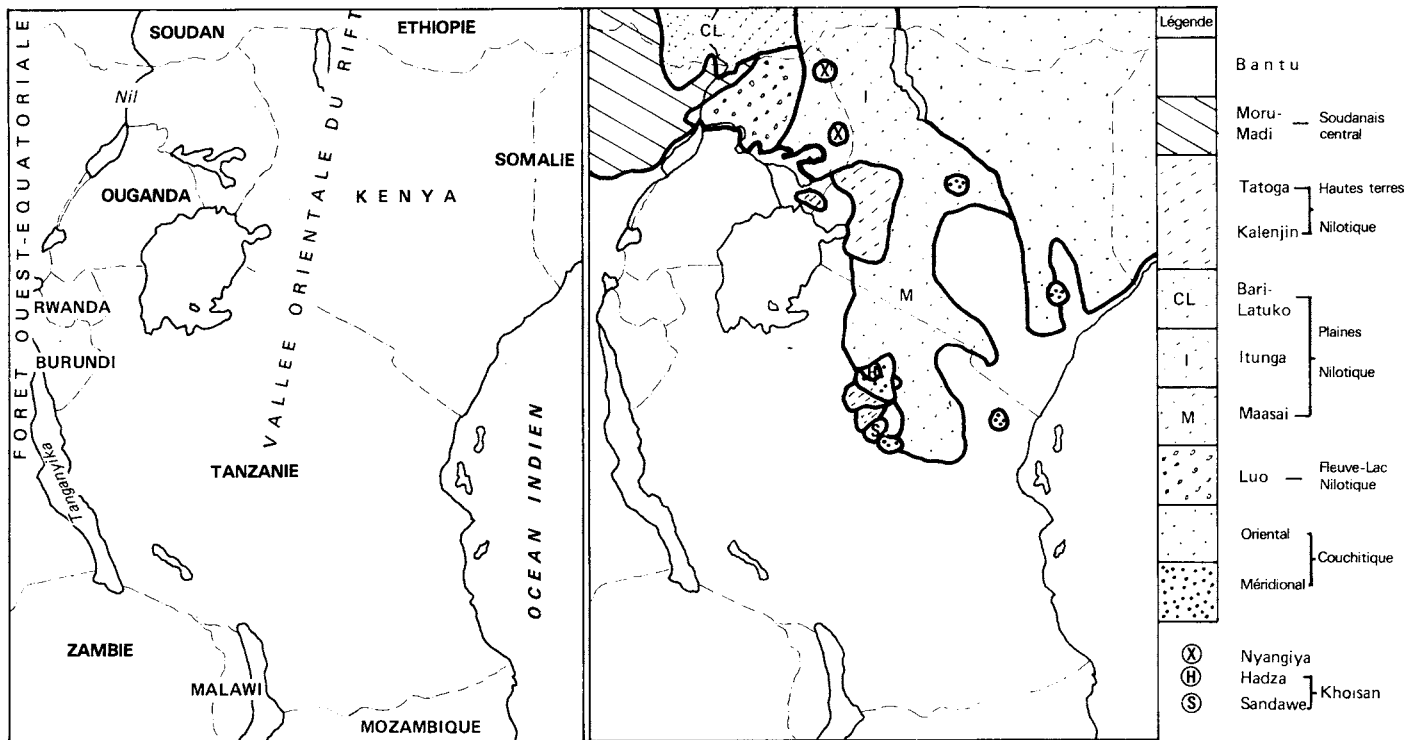 FORET OUEST-EQUATORIALE
SOUDAN
ETHIOPIE
Nil
VALLEE ORIENTALE DU RIFT
SOMALIE
OUGANDA
KENYA
RWANDA
BURUNDI
Tanganyika
TANZANIE
OCEAN INDIEN
ZAMBIE
MALAWI
MOZAMBIQUE
CL
X
I
X
M
H
S
Légende
Bantu
Moru-
Madi — Soudanais
central
Tatoga
Hautes terres
Kalenjin
Nilotique
CL
Bari-
Latuko
Plaines
I
Itunga
Nilotique
M
Maasai
Luo — Fleuve-Lac
Nilotique
Oriental
Couchitique
Méridional
X Nyangiya
H Hadza
Khoisan
S Sandawe